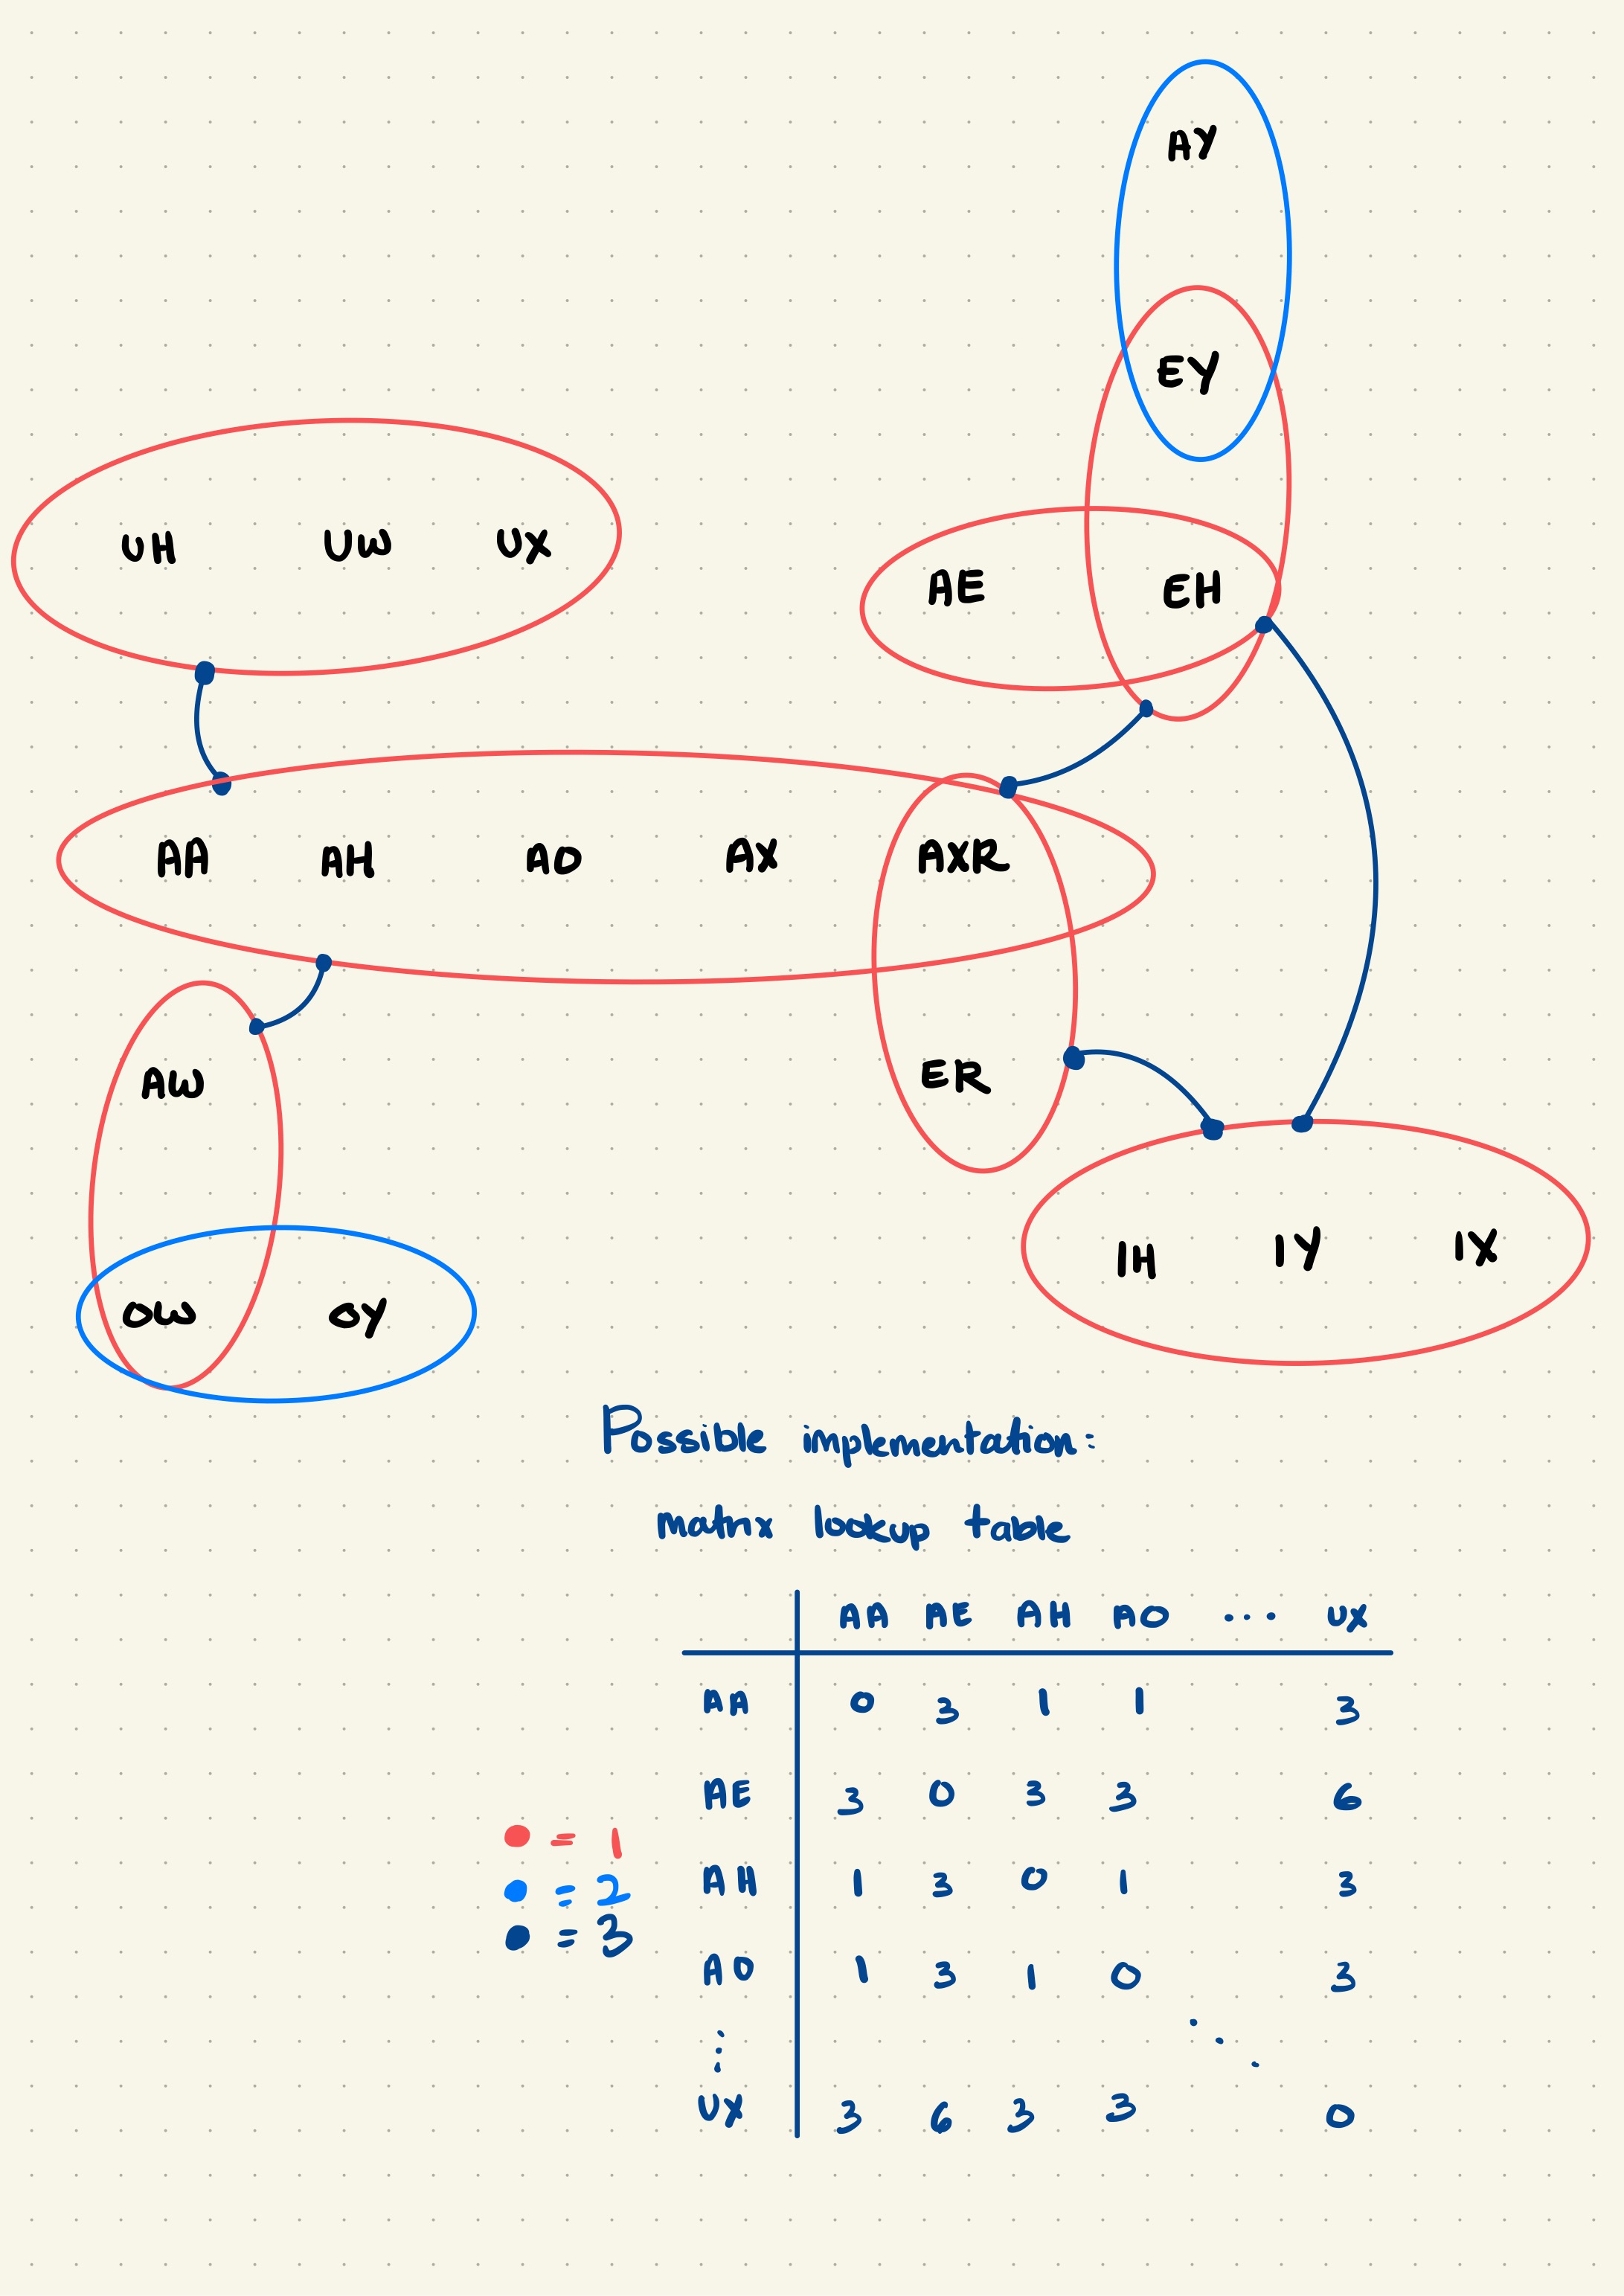 AY
EY
UH UW UX
AE EH
AA AH AO AX AXR
AW
ER
IH IY IX
OW OY
Possible implementation:
matrix lookup table
AA AE AH AO ... UX
AA 0 3 1 1 3
AE 3 0 3 3 6
= 1
AH 1 3 0 1 3
= 2
= 3
AO 1 3 1 0 3
UX 3 6 3 3 0